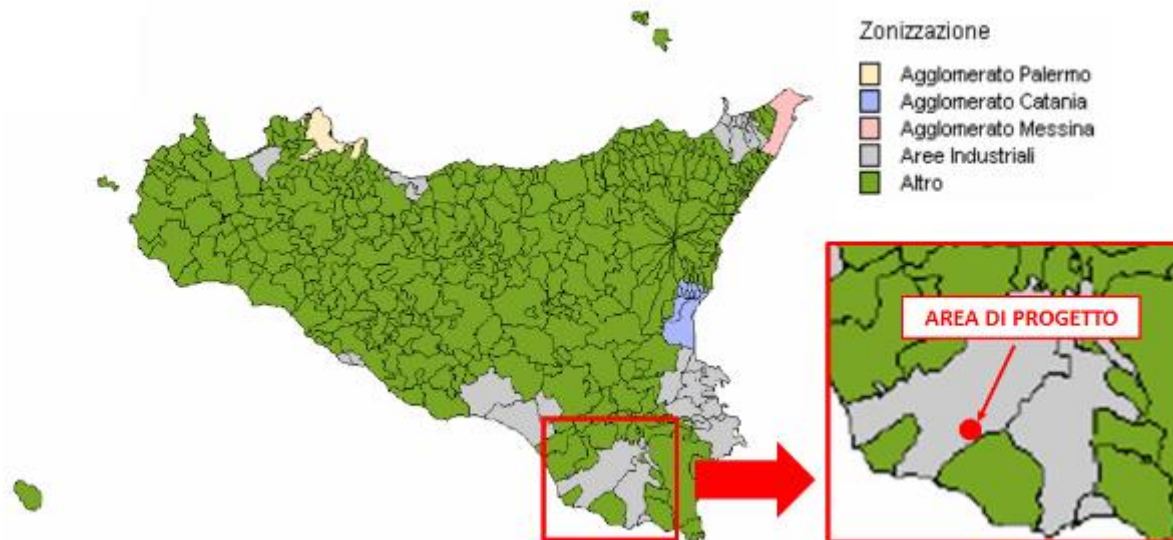 Zonizzazione
Agglomerato Palermo
Agglomerato Catania
Agglomerato Messina
Aree Industriali
Altro
AREA DI PROGETTO